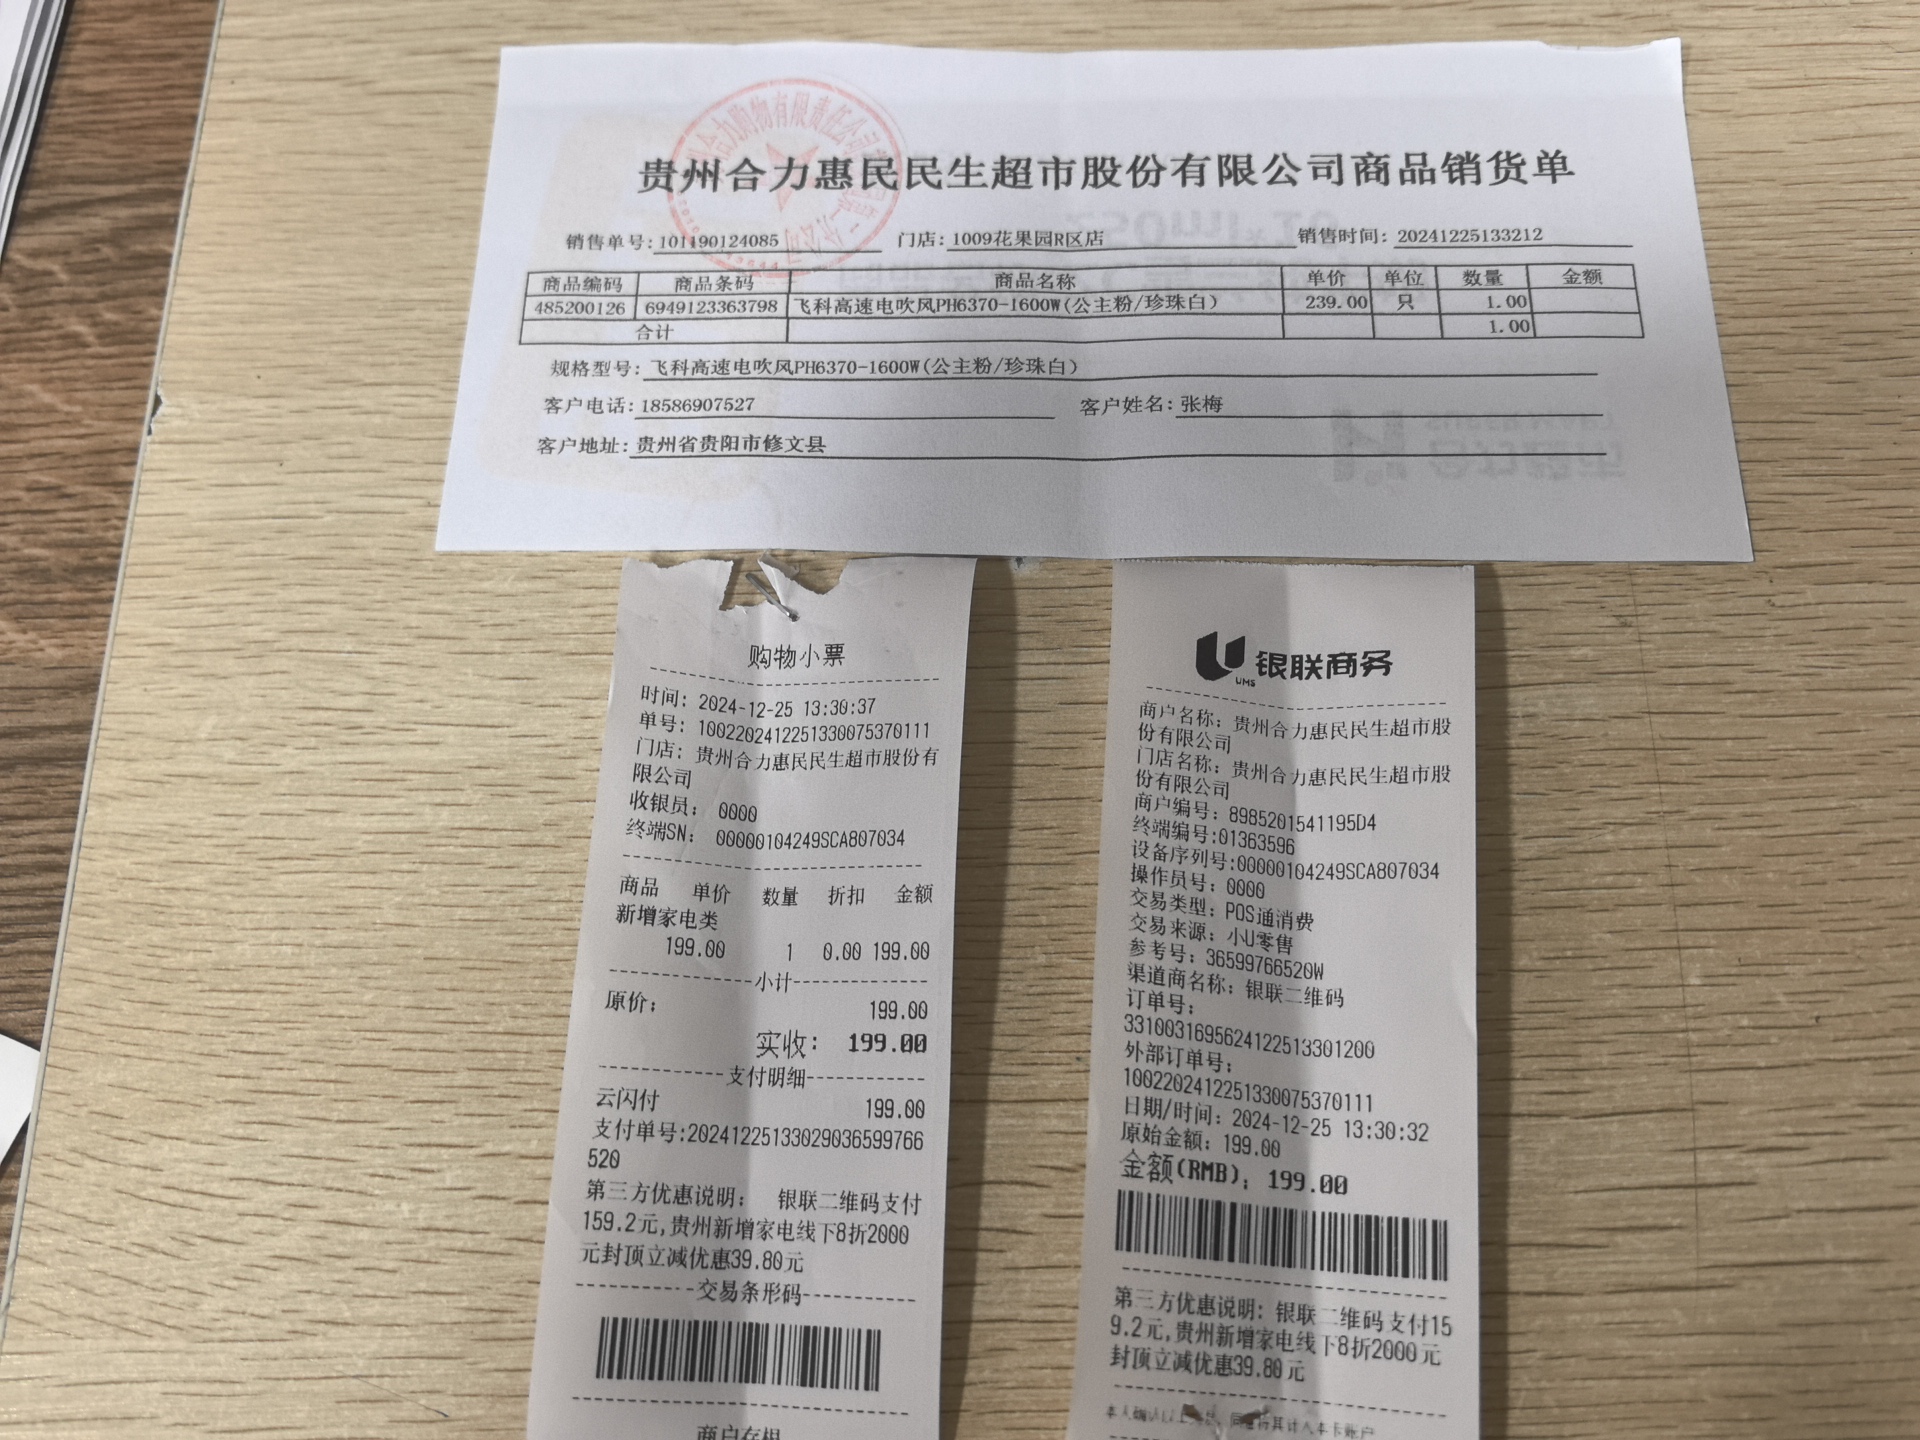 贵州合力惠民民生超市股份有限公司商品销货单
销售单号:101190124085 门店:1009花果园R区店 销售时间:20241225133212
商品编码 商品条码 商品名称 单价 单位 数量 金额
485200126 6949123363798 飞科高速电吹风PH6370-1600W(公主粉/珍珠白) 239.00 只 1.00
合计 1.00
规格型号:飞科高速电吹风PH6370-1600W(公主粉/珍珠白)
客户电话:18586907527 客户姓名:张梅
客户地址:贵州省贵阳市修文县
购物小票
时间: 2024-12-25 13:30:37
单号: 1002202412251330075370111
门店: 贵州合力惠民民生超市股份有
限公司
收银员: 0000
终端SN: 00000104249SCA807034
商品 单价 数量 折扣 金额
新增家电类
199.00 1 0.00 199.00
小计
原价: 199.00
实收: 199.00
支付明细
云闪付 199.00
支付单号:20241225133029036599766
520
第三方优惠说明: 银联二维码支付
159.2元,贵州新增家电线下8折2000
元封顶立减优惠39.80元
交易条形码
商户存根
UMS 银联商务
商户名称: 贵州合力惠民民生超市股
份有限公司
门店名称: 贵州合力惠民民生超市股
份有限公司
商户编号: 8985201541195D4
终端编号:01363596
设备序列号:00000104249SCA807034
操作员号: 0000
交易类型: POS通消费
交易来源: 小U零售
参考号: 36599766520W
渠道商名称: 银联二维码
订单号:
33100316956241225133012​00
外部订单号:
1002202412251330075370111
日期/时间: 2024-12-25 13:30:32
原始金额: 199.00
金额(RMB): 199.00
第三方优惠说明: 银联二维码支付15
9.2元,贵州新增家电线下8折2000元
封顶立减优惠39.80元